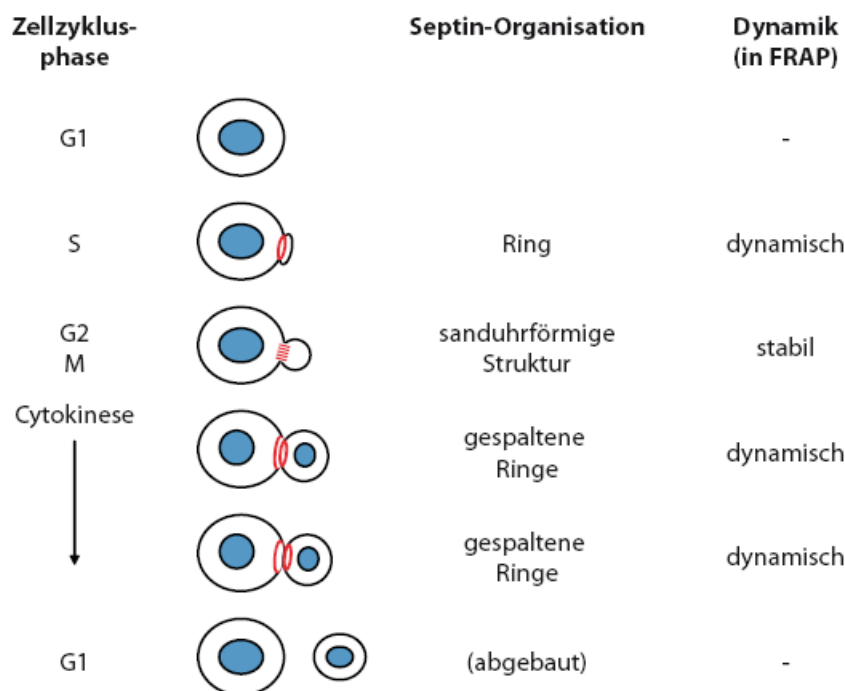 Zellzyklus-
phase
Septin-Organisation
Dynamik
(in FRAP)
G1
-
S
Ring
dynamisch
G2
M
sanduhrförmige
Struktur
stabil
Cytokinese
gespaltene
Ringe
dynamisch
gespaltene
Ringe
dynamisch
G1
(abgebaut)
-